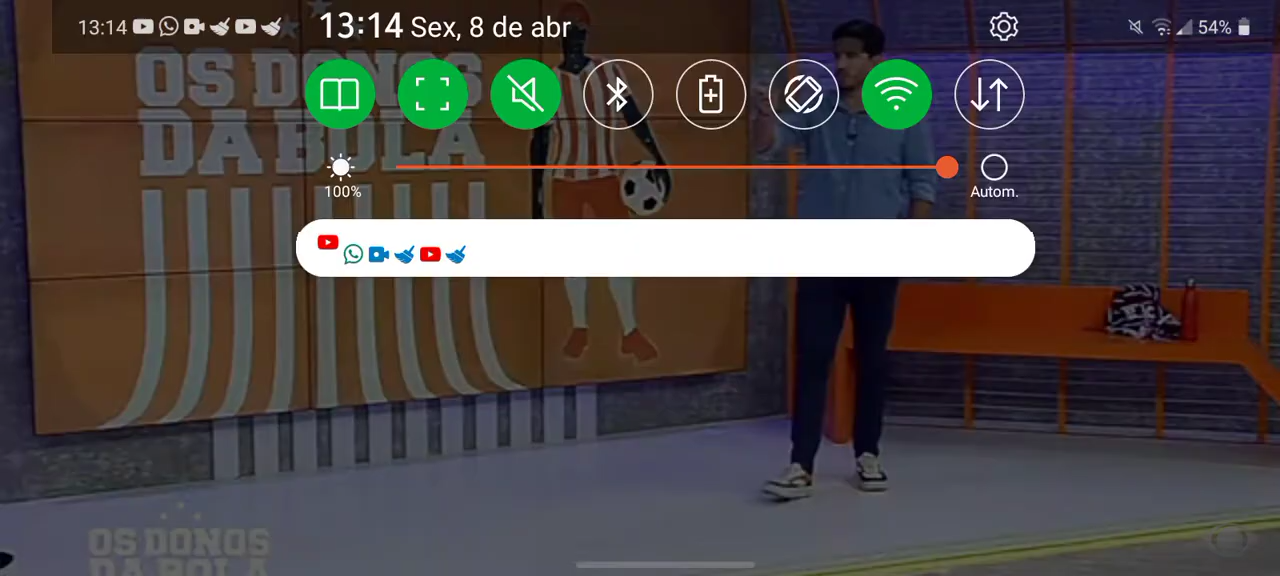 13:14
13:14 Sex, 8 de abr
54%
OS DONOS
DA BOLA
100%
Autom.
OS DONOS
DA BOLA